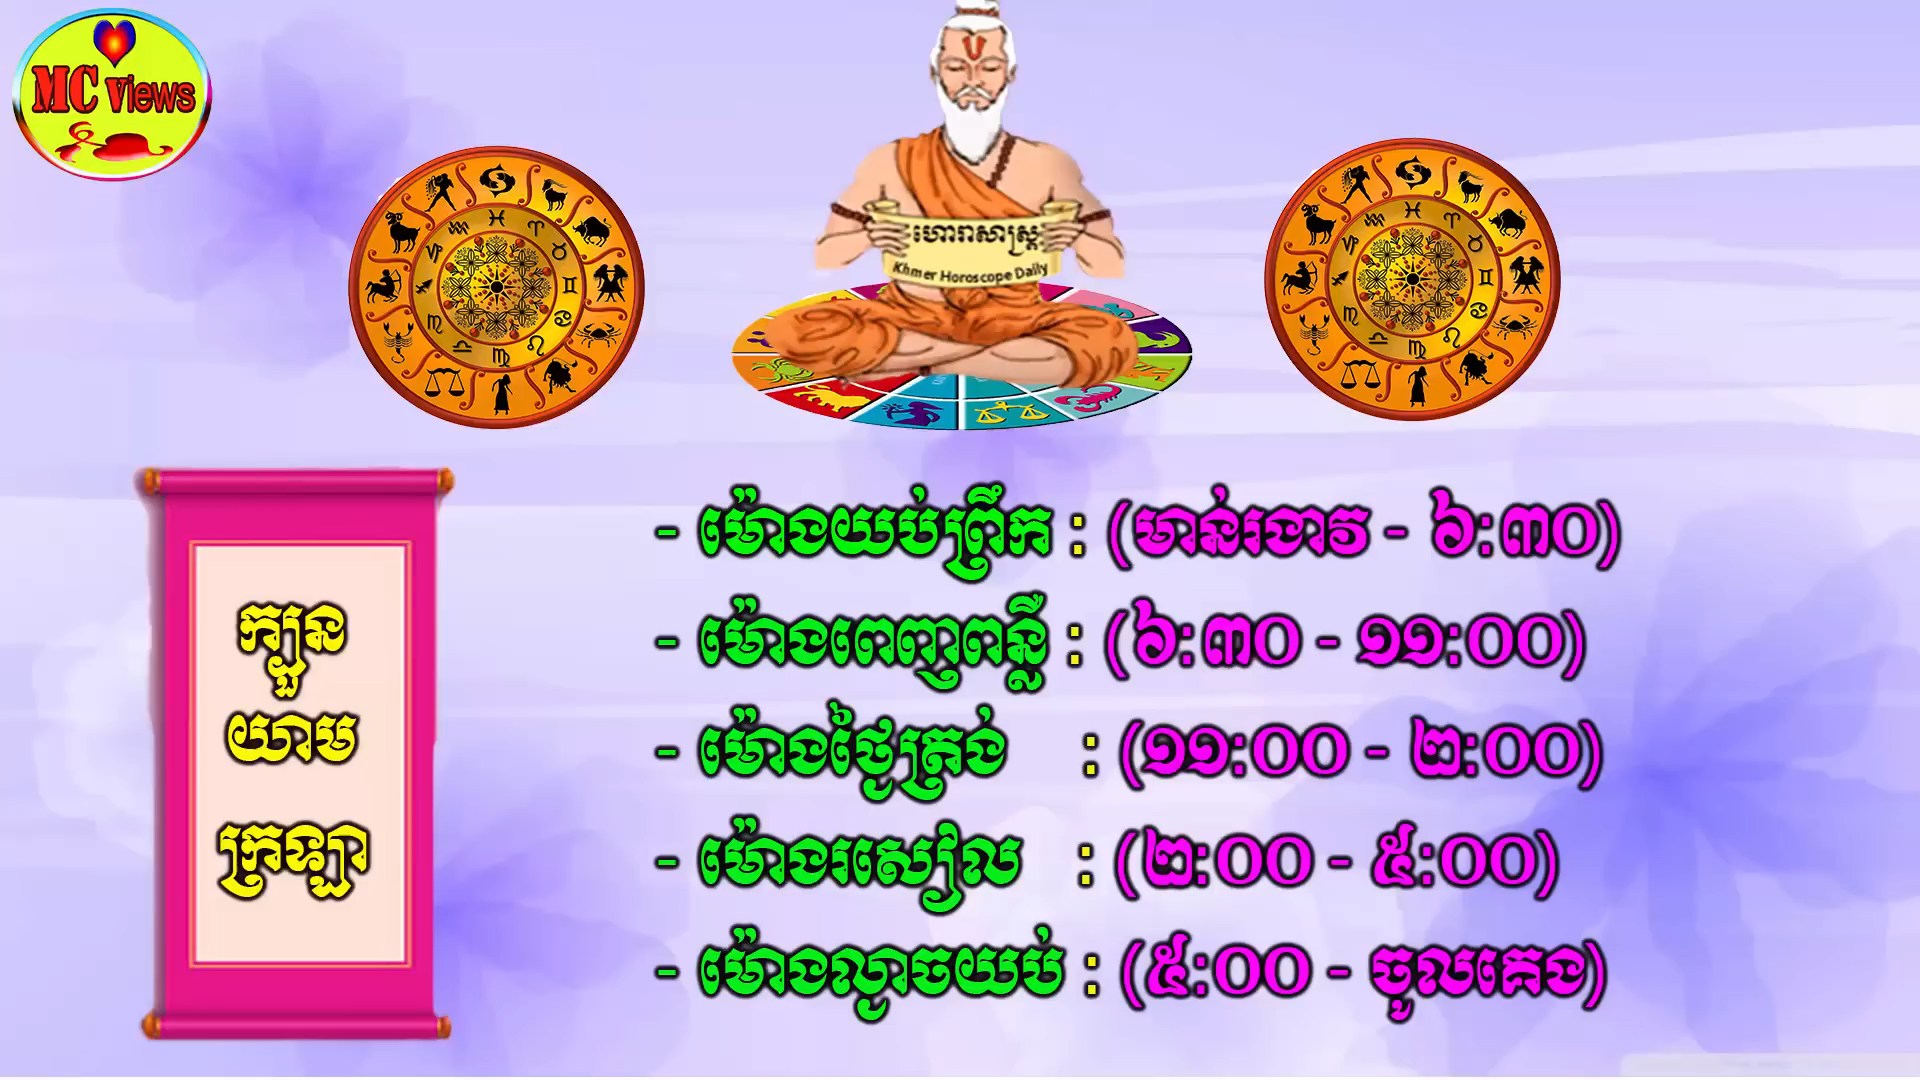 MC Views
ហោរាសាស្ត្រ
Khmer Horoscope Daily
ក្បួន
យាម
ក្រឡា
- ម៉ោងយប់ព្រឹក : (មាន់រងាវ - ៦:៣០)
- ម៉ោងពេញពន្លឺ : (៦:៣០ - ១១:០០)
- ម៉ោងថ្ងៃត្រង់ : (១១:០០ - ២:០០)
- ម៉ោងរសៀល : (២:០០ - ៥:០០)
- ម៉ោងល្ងាចយប់ : (៥:០០ - ចូលគេង)